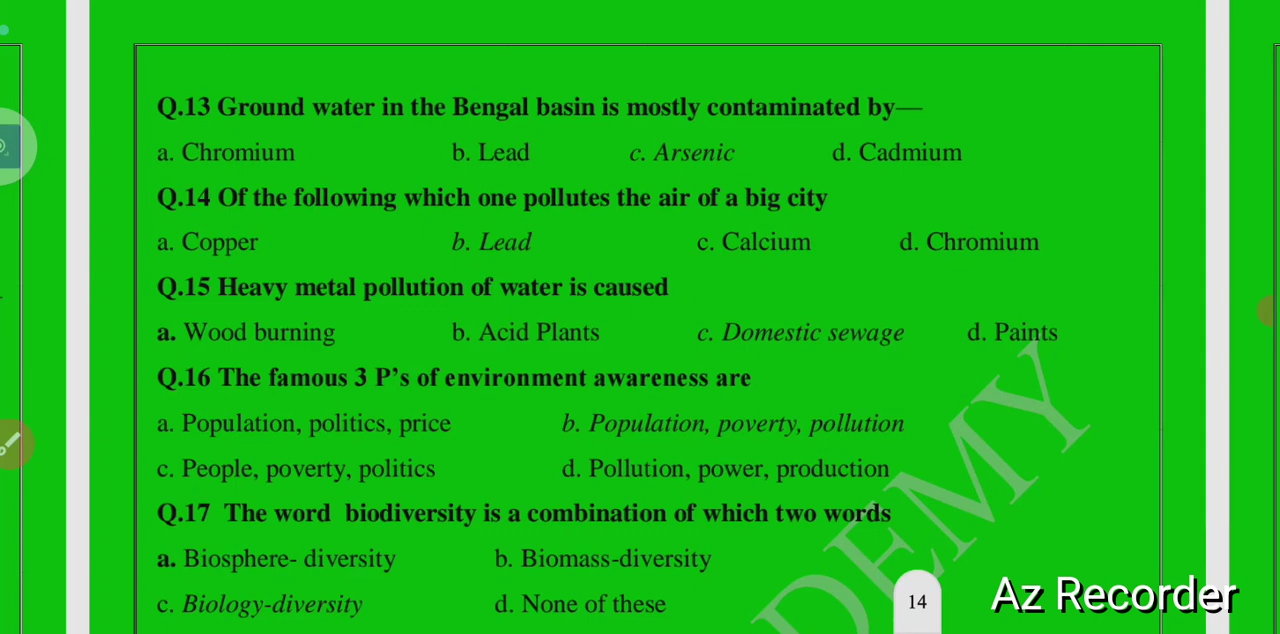 Q.13 Ground water in the Bengal basin is mostly contaminated by—
a. Chromium b. Lead c. Arsenic d. Cadmium
Q.14 Of the following which one pollutes the air of a big city
a. Copper b. Lead c. Calcium d. Chromium
Q.15 Heavy metal pollution of water is caused
a. Wood burning b. Acid Plants c. Domestic sewage d. Paints
Q.16 The famous 3 P’s of environment awareness are
a. Population, politics, price b. Population, poverty, pollution
c. People, poverty, politics d. Pollution, power, production
Q.17 The word biodiversity is a combination of which two words
a. Biosphere- diversity b. Biomass-diversity
c. Biology-diversity d. None of these
DEMY
14
Az Recorder